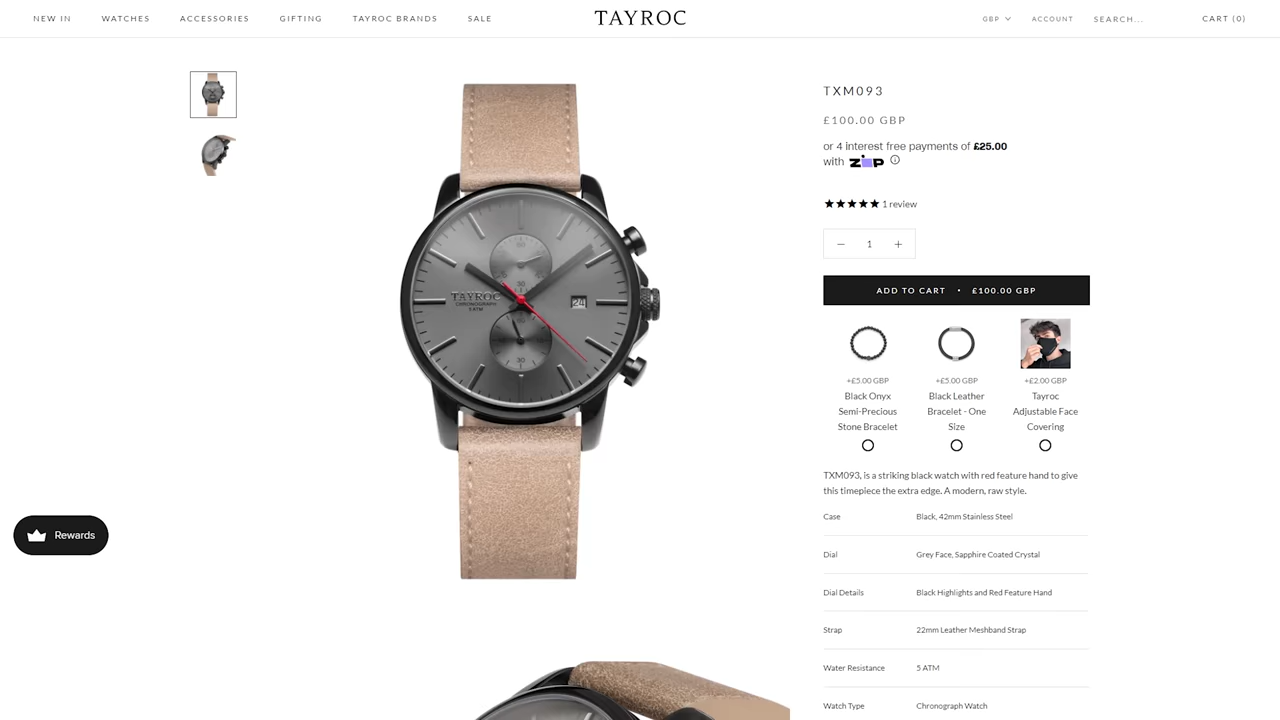 NEW IN WATCHES ACCESSORIES GIFTING TAYROC BRANDS SALE TAYROC GBP ACCOUNT SEARCH... CART (0)
TXM093
£100.00 GBP
or 4 interest free payments of £25.00
with zip
1 review
1
ADD TO CART • £100.00 GBP
+£5.00 GBP
Black Onyx
Semi-Precious
Stone Bracelet
+£5.00 GBP
Black Leather
Bracelet - One
Size
+£2.00 GBP
Tayroc
Adjustable Face
Covering
TXM093, is a striking black watch with red feature hand to give
this timepiece the extra edge. A modern, raw style.
Case Black, 42mm Stainless Steel
Dial Grey Face, Sapphire Coated Crystal
Dial Details Black Highlights and Red Feature Hand
Strap 22mm Leather Meshband Strap
Water Resistance 5 ATM
Watch Type Chronograph Watch
Rewards
TAYROC
CHRONOGRAPH
24
60
30